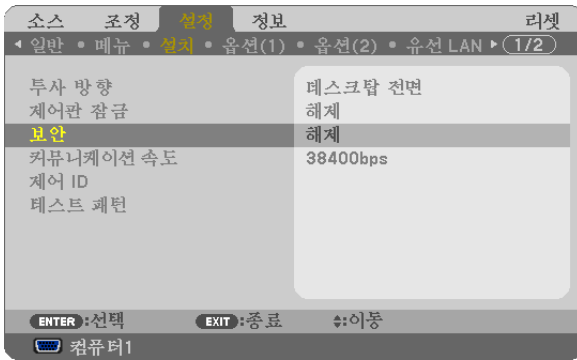 소스 조정 설정 정보 리셋
◂ 일반 • 메뉴 • 설치 • 옵션(1) • 옵션(2) • 유선 LAN ▸ 1/2
투사 방향 데스크탑 전면
제어판 잠금 해제
보안 해제
커뮤니케이션 속도 38400bps
제어 ID
테스트 패턴
ENTER :선택 EXIT :종료 :이동
컴퓨터1